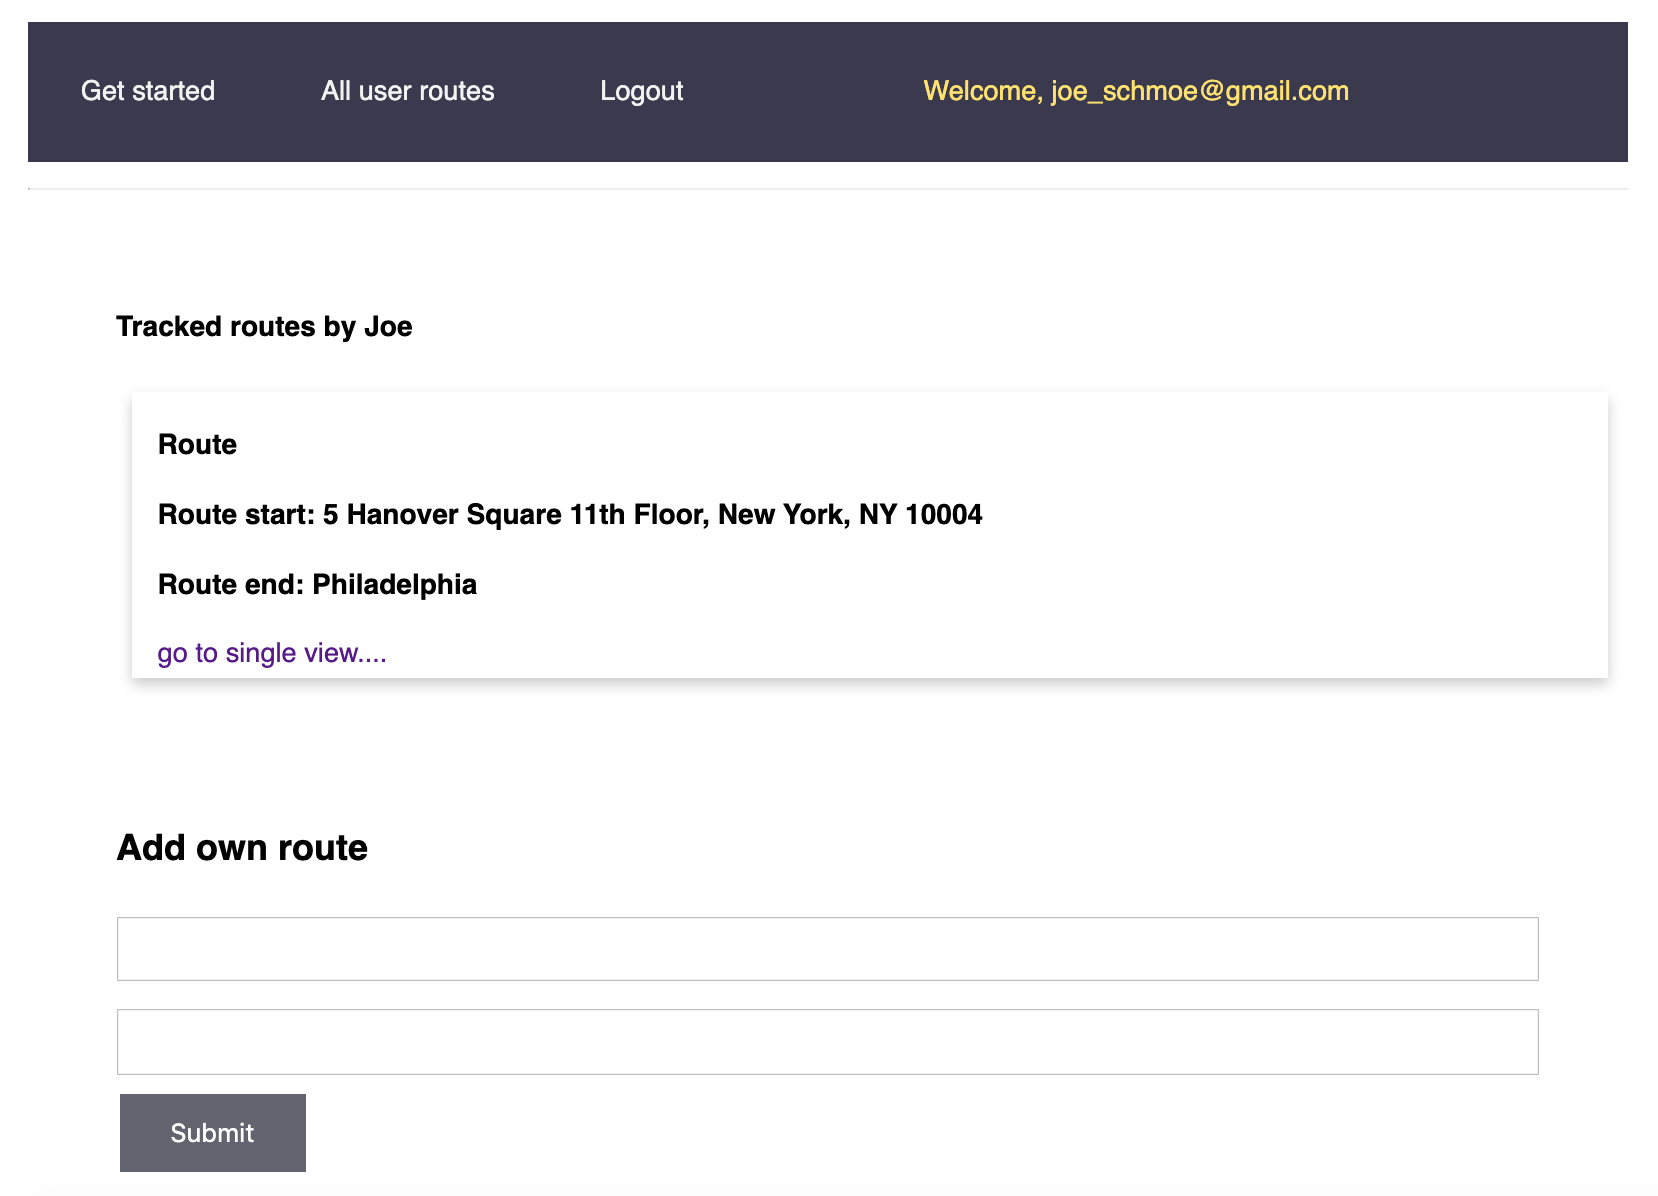 Get started All user routes Logout Welcome, joe_schmoe@gmail.com
Tracked routes by Joe
Route
Route start: 5 Hanover Square 11th Floor, New York, NY 10004
Route end: Philadelphia
go to single view....
Add own route
Submit